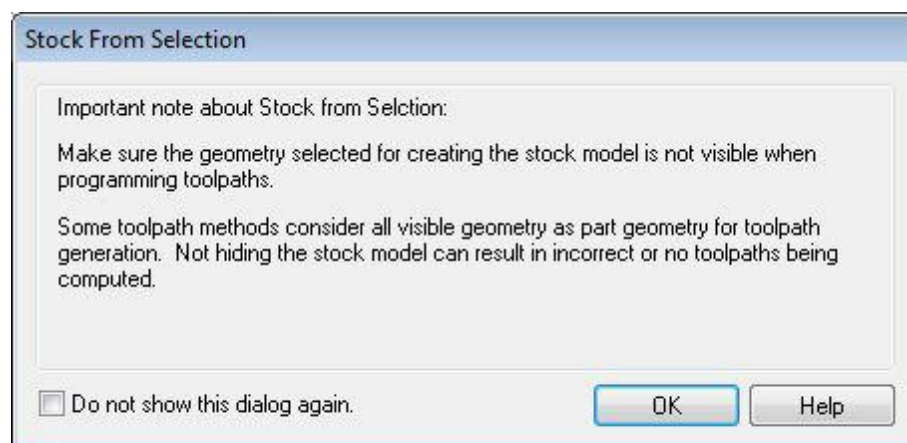 Stock From Selection
Important note about Stock from Selction:
Make sure the geometry selected for creating the stock model is not visible when
programming toolpaths.
Some toolpath methods consider all visible geometry as part geometry for toolpath
generation.  Not hiding the stock model can result in incorrect or no toolpaths being
computed.
Do not show this dialog again.
OK
Help